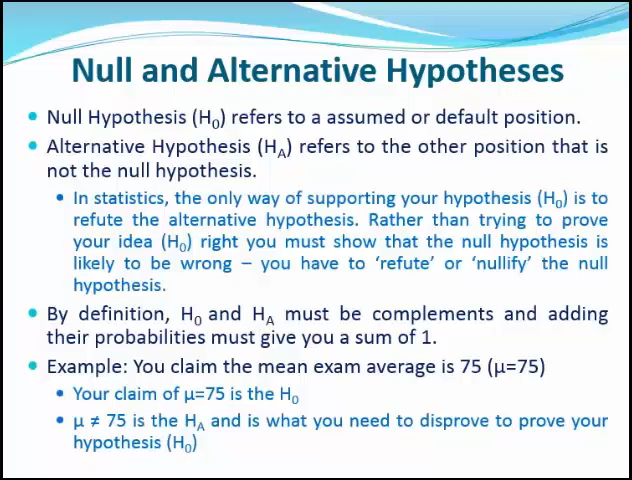 Null and Alternative Hypotheses
Null Hypothesis (H₀) refers to a assumed or default position.
Alternative Hypothesis (Hᴀ) refers to the other position that is
not the null hypothesis.
In statistics, the only way of supporting your hypothesis (H₀) is to
refute the alternative hypothesis. Rather than trying to prove
your idea (H₀) right you must show that the null hypothesis is
likely to be wrong – you have to ‘refute’ or ‘nullify’ the null
hypothesis.
By definition, H₀ and Hᴀ must be complements and adding
their probabilities must give you a sum of 1.
Example: You claim the mean exam average is 75 (μ=75)
Your claim of μ=75 is the H₀
μ ≠ 75 is the Hᴀ and is what you need to disprove to prove your
hypothesis (H₀)